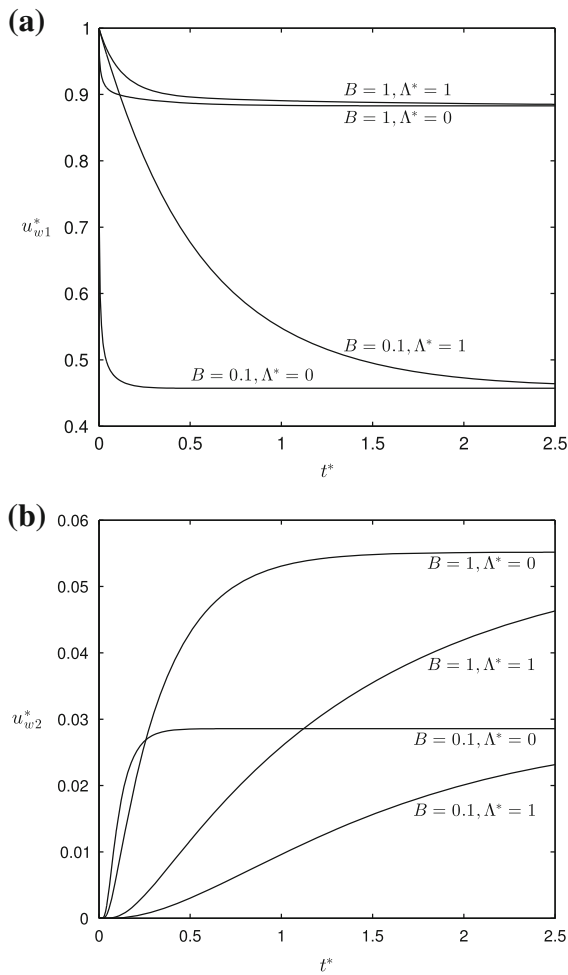 (a)
1
B = 1, Λ* = 1
0.9
B = 1, Λ* = 0
0.8
u*w1
0.7
0.6
B = 0.1, Λ* = 1
0.5
B = 0.1, Λ* = 0
0.4
0 0.5 1 1.5 2 2.5
t*
(b)
0.06
B = 1, Λ* = 0
0.05
0.04
B = 1, Λ* = 1
u*w2
0.03
B = 0.1, Λ* = 0
0.02
B = 0.1, Λ* = 1
0.01
0
0 0.5 1 1.5 2 2.5
t*